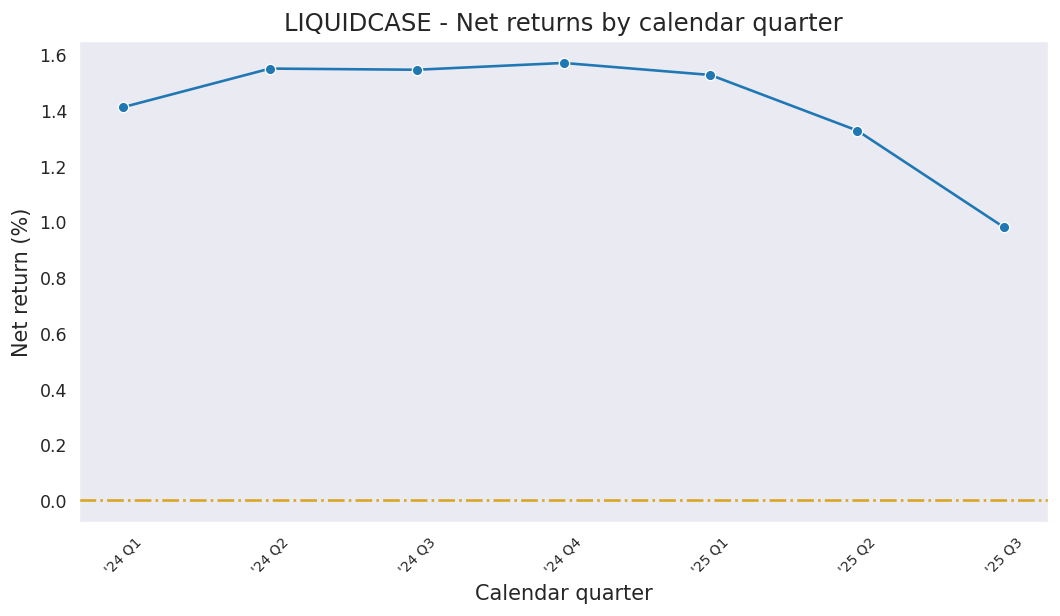 LIQUIDCASE - Net returns by calendar quarter
Net return (%)
1.6
1.4
1.2
1.0
0.8
0.6
0.4
0.2
0.0
'24 Q1
'24 Q2
'24 Q3
'24 Q4
'25 Q1
'25 Q2
'25 Q3
Calendar quarter